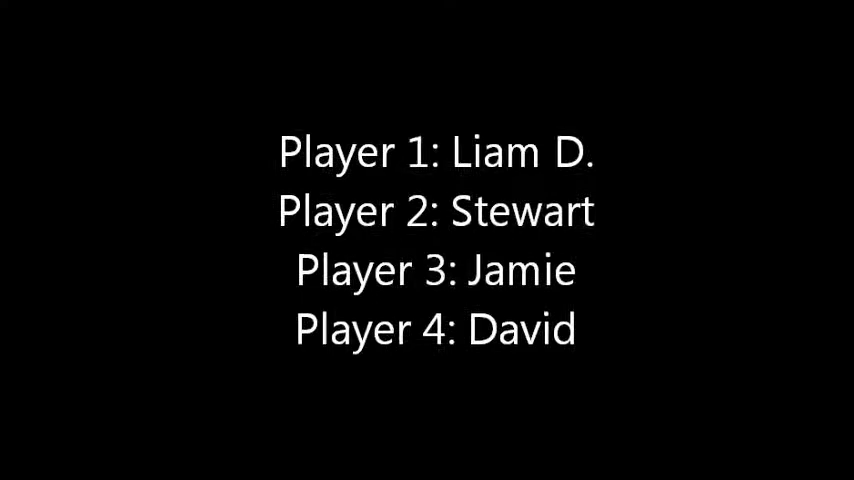 Player 1: Liam D.
Player 2: Stewart
Player 3: Jamie
Player 4: David